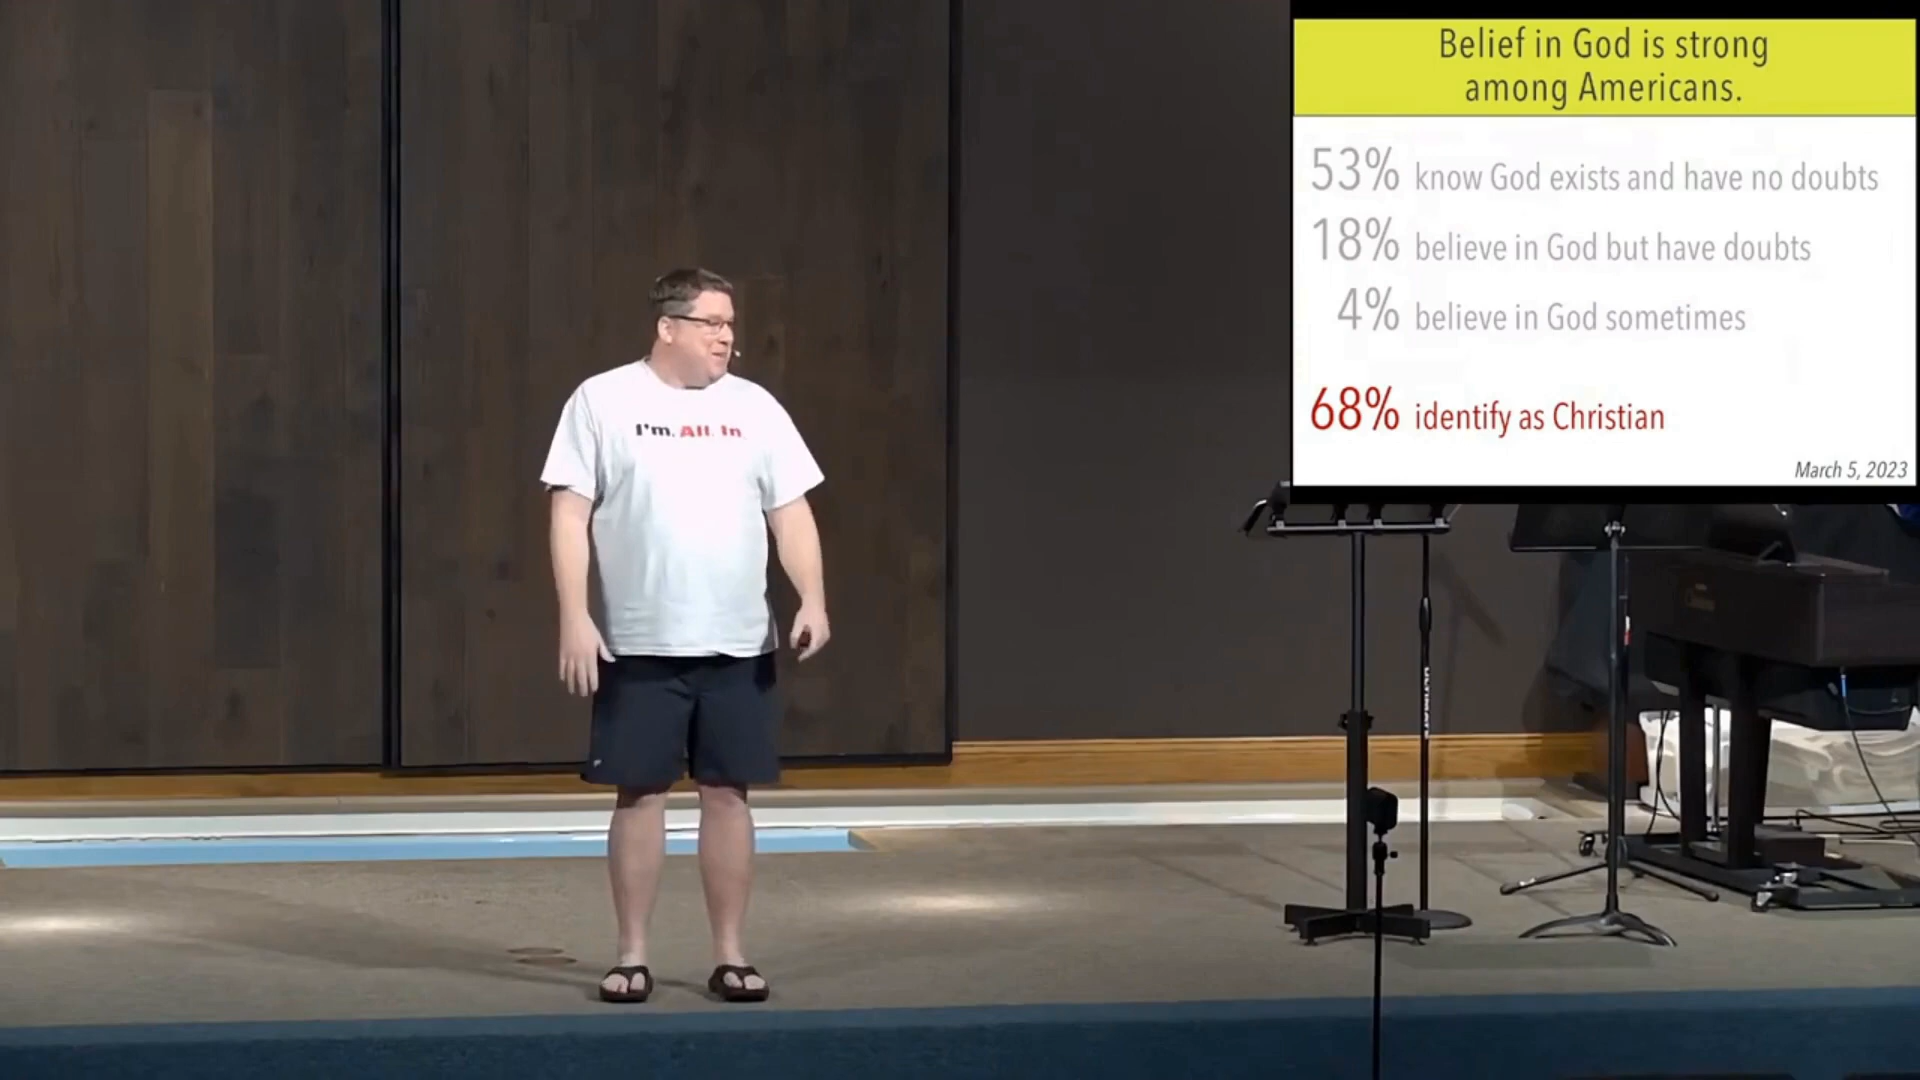 Belief in God is strong
among Americans.
53% know God exists and have no doubts
18% believe in God but have doubts
4% believe in God sometimes
68% identify as Christian
March 5, 2023
I'm. All. In.